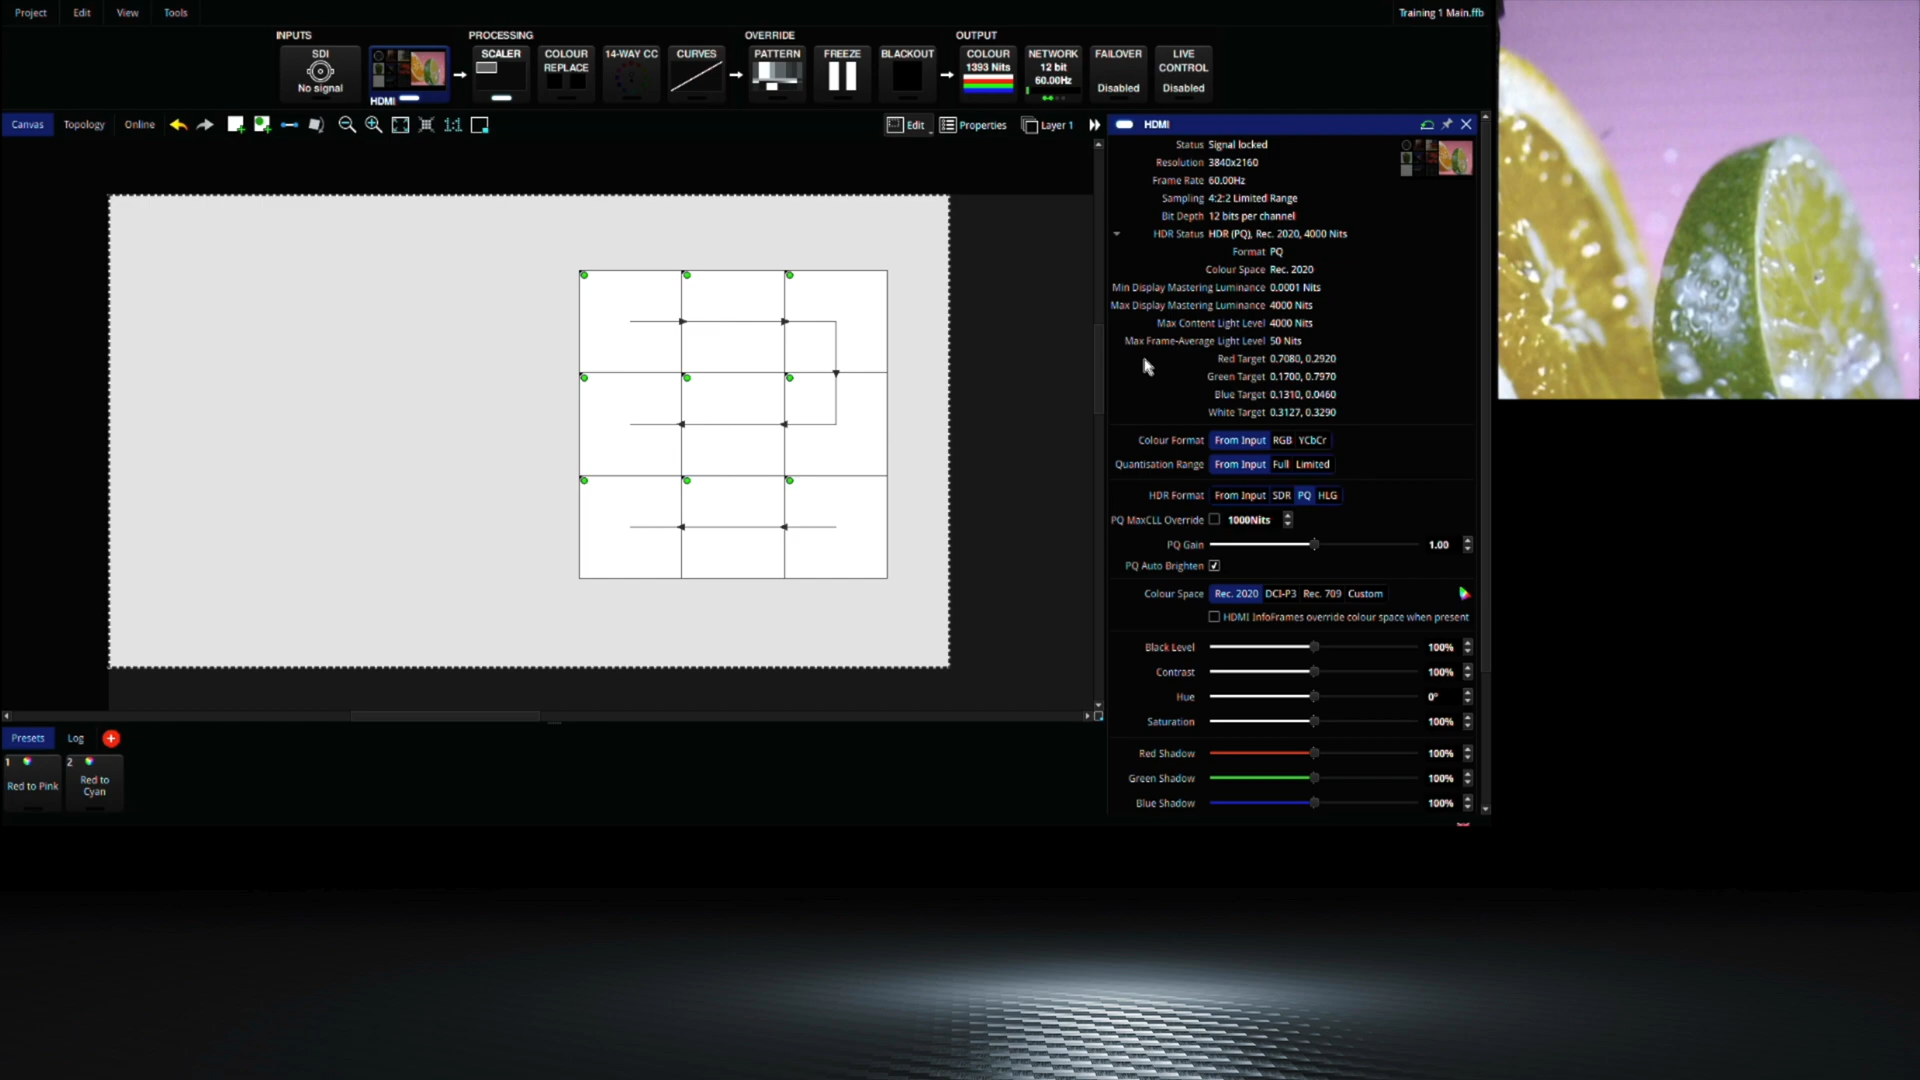 Project Edit View Tools
Training 1 Main.ffb
INPUTS PROCESSING OVERRIDE OUTPUT
SDI
No signal
HDMI
SCALER
COLOUR
REPLACE
14-WAY CC
CURVES
PATTERN
FREEZE
BLACKOUT
COLOUR
1393 Nits
NETWORK
12 bit
60.00Hz
FAILOVER
Disabled
LIVE
CONTROL
Disabled
Canvas Topology Online 1:1 Edit Properties Layer 1
HDMI
Status Signal locked
Resolution 3840x2160
Frame Rate 60.00Hz
Sampling 4:2:2 Limited Range
Bit Depth 12 bits per channel
HDR Status HDR (PQ), Rec. 2020, 4000 Nits
Format PQ
Colour Space Rec. 2020
Min Display Mastering Luminance 0.0001 Nits
Max Display Mastering Luminance 4000 Nits
Max Content Light Level 4000 Nits
Max Frame-Average Light Level 50 Nits
Red Target 0.7080, 0.2920
Green Target 0.1700, 0.7970
Blue Target 0.1310, 0.0460
White Target 0.3127, 0.3290
Colour Format From Input RGB YCbCr
Quantisation Range From Input Full Limited
HDR Format From Input SDR PQ HLG
PQ MaxCLL Override 1000Nits
PQ Gain 1.00
PQ Auto Brighten
Colour Space Rec. 2020 DCI-P3 Rec. 709 Custom
HDMI InfoFrames override colour space when present
Black Level 100%
Contrast 100%
Hue 0°
Saturation 100%
Red Shadow 100%
Green Shadow 100%
Blue Shadow 100%
Presets Log
1
Red to Pink
2
Red to
Cyan